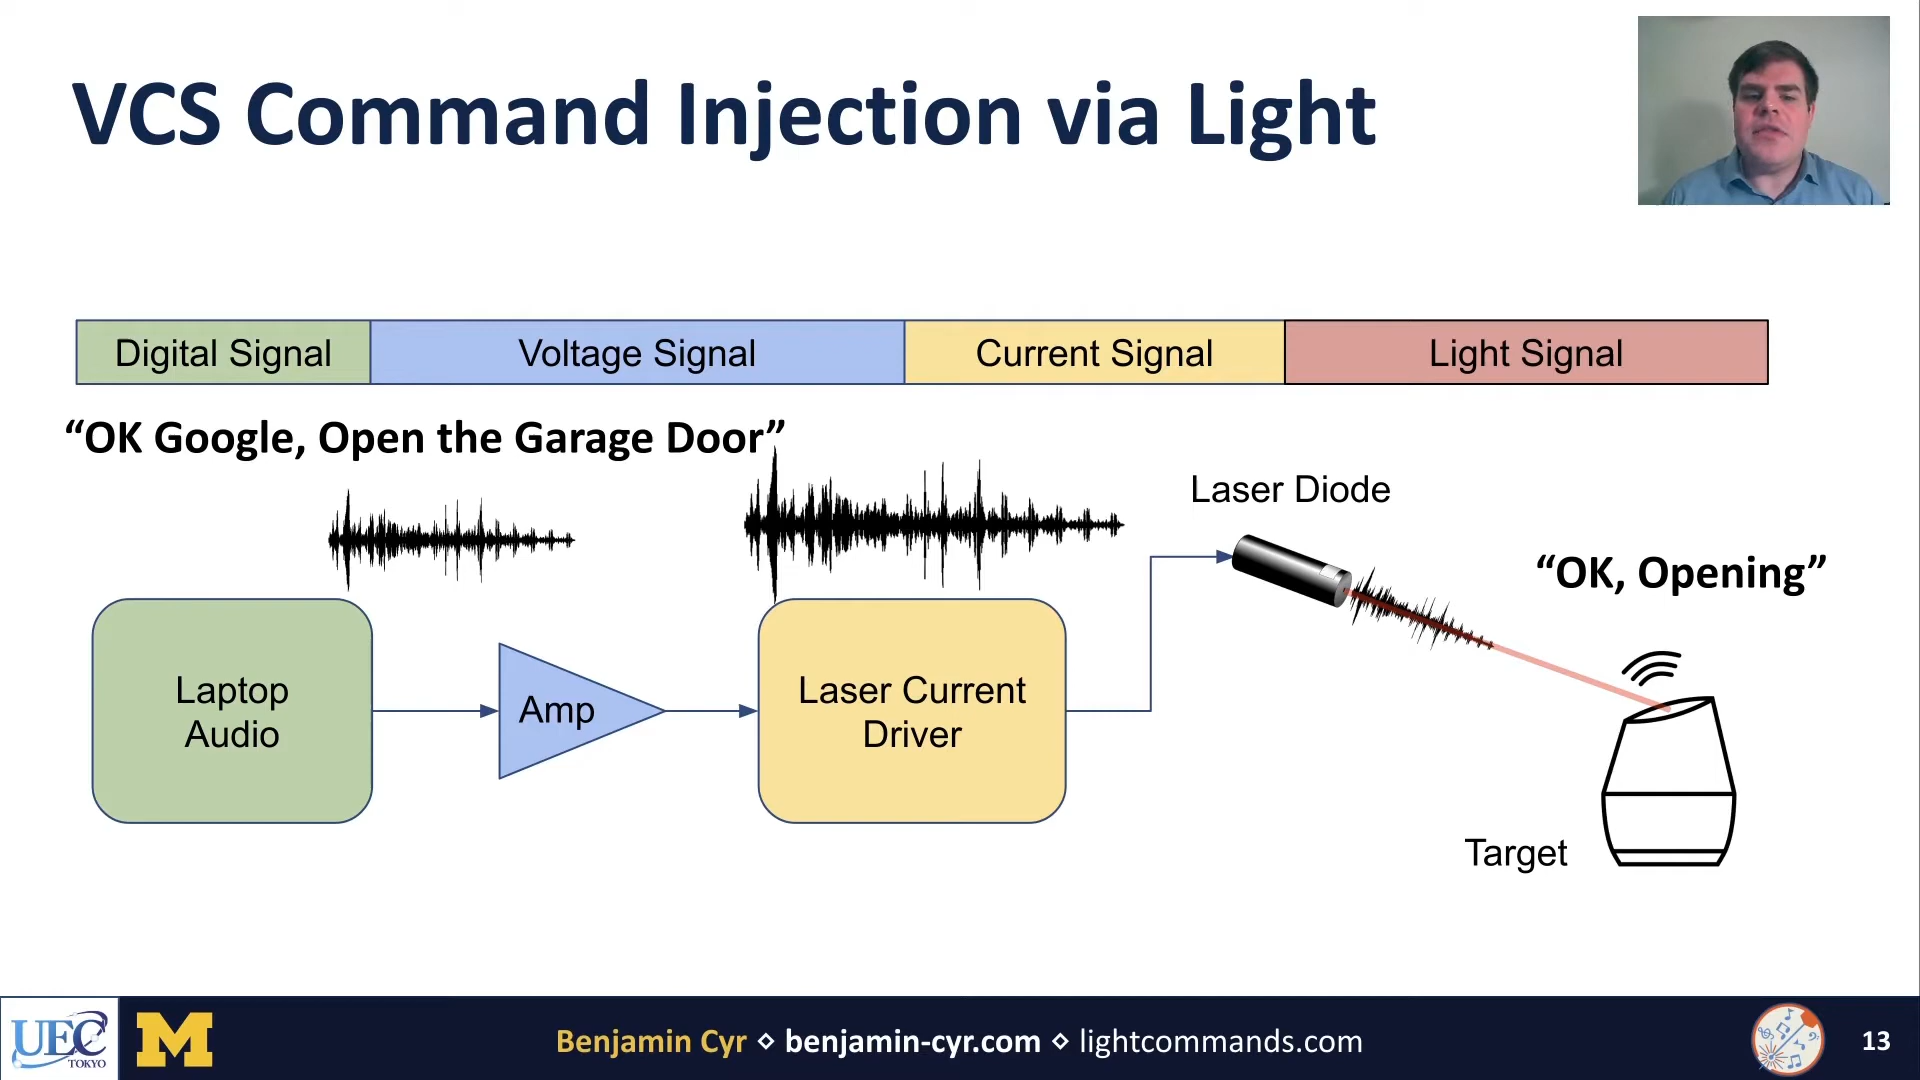 VCS Command Injection via Light
Digital Signal
Voltage Signal
Current Signal
Light Signal
“OK Google, Open the Garage Door”
Laser Diode
“OK, Opening”
Laptop
Audio
Amp
Laser Current
Driver
Target
UEC
TOKYO
M
Benjamin Cyr ⋄ benjamin-cyr.com ⋄ lightcommands.com
13